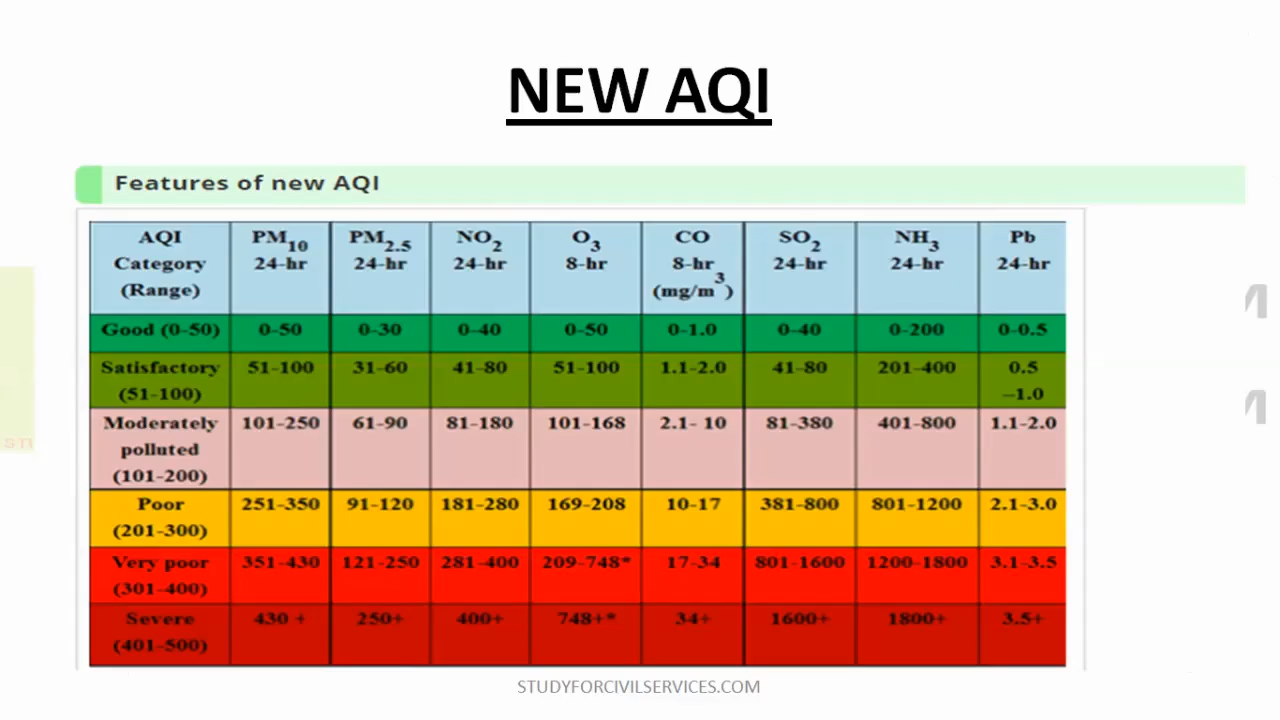 NEW AQI
Features of new AQI
AQI Category (Range) PM10 24-hr PM2.5 24-hr NO2 24-hr O3 8-hr CO 8-hr (mg/m3) SO2 24-hr NH3 24-hr Pb 24-hr
Good (0-50) 0-50 0-30 0-40 0-50 0-1.0 0-40 0-200 0-0.5
Satisfactory (51-100) 51-100 31-60 41-80 51-100 1.1-2.0 41-80 201-400 0.5 –1.0
Moderately polluted (101-200) 101-250 61-90 81-180 101-168 2.1- 10 81-380 401-800 1.1-2.0
Poor (201-300) 251-350 91-120 181-280 169-208 10-17 381-800 801-1200 2.1-3.0
Very poor (301-400) 351-430 121-250 281-400 209-748* 17-34 801-1600 1200-1800 3.1-3.5
Severe (401-500) 430 + 250+ 400+ 748+* 34+ 1600+ 1800+ 3.5+
STUDYFORCIVILSERVICES.COM